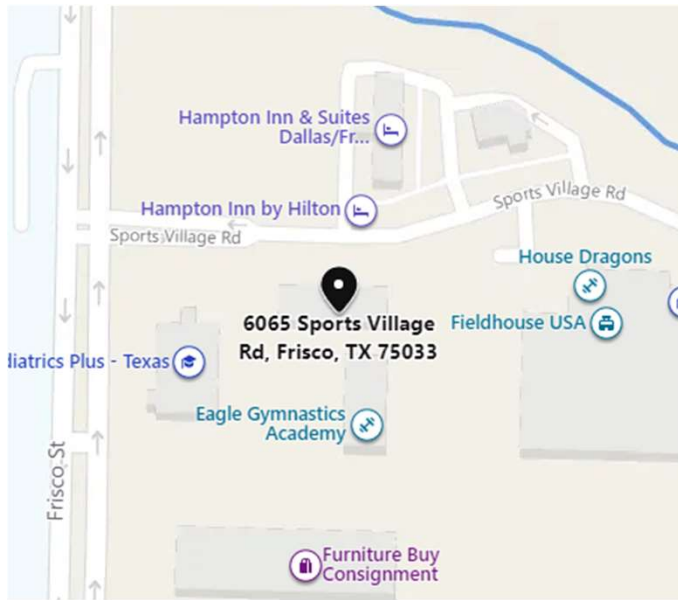 Hampton Inn & Suites
Dallas/Fr...
Hampton Inn by Hilton
Sports Village Rd
Sports Village Rd
House Dragons
6065 Sports Village
Rd, Frisco, TX 75033
Fieldhouse USA
diatrics Plus - Texas
Eagle Gymnastics
Academy
Frisco St
Furniture Buy
Consignment